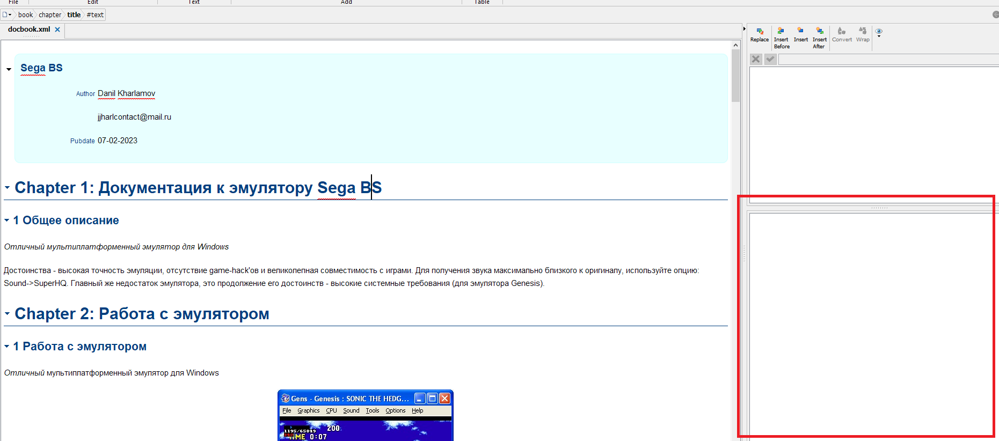 File Edit Text Add Table
book chapter title #text
docbook.xml
Replace Insert Before Insert Insert After Convert Wrap
Sega BS
Author Danil Kharlamov
jjharlcontact@mail.ru
Pubdate 07-02-2023
Chapter 1: Документация к эмулятору Sega BS
1 Общее описание
Отличный мультиплатформенный эмулятор для Windows
Достоинства - высокая точность эмуляции, отсутствие game-hack'ов и великолепная совместимость с играми. Для получения звука максимально близкого к оригиналу, используйте опцию:
Sound->SuperHQ. Главный же недостаток эмулятора, это продолжение его достоинств - высокие системные требования (для эмулятора Genesis).
Chapter 2: Работа с эмулятором
1 Работа с эмулятором
Отличный мультиплатформенный эмулятор для Windows
Gens - Genesis : SONIC THE HEDG...
File Graphics CPU Sound Tools Options Help
200
1195/65849
TIME 0:07